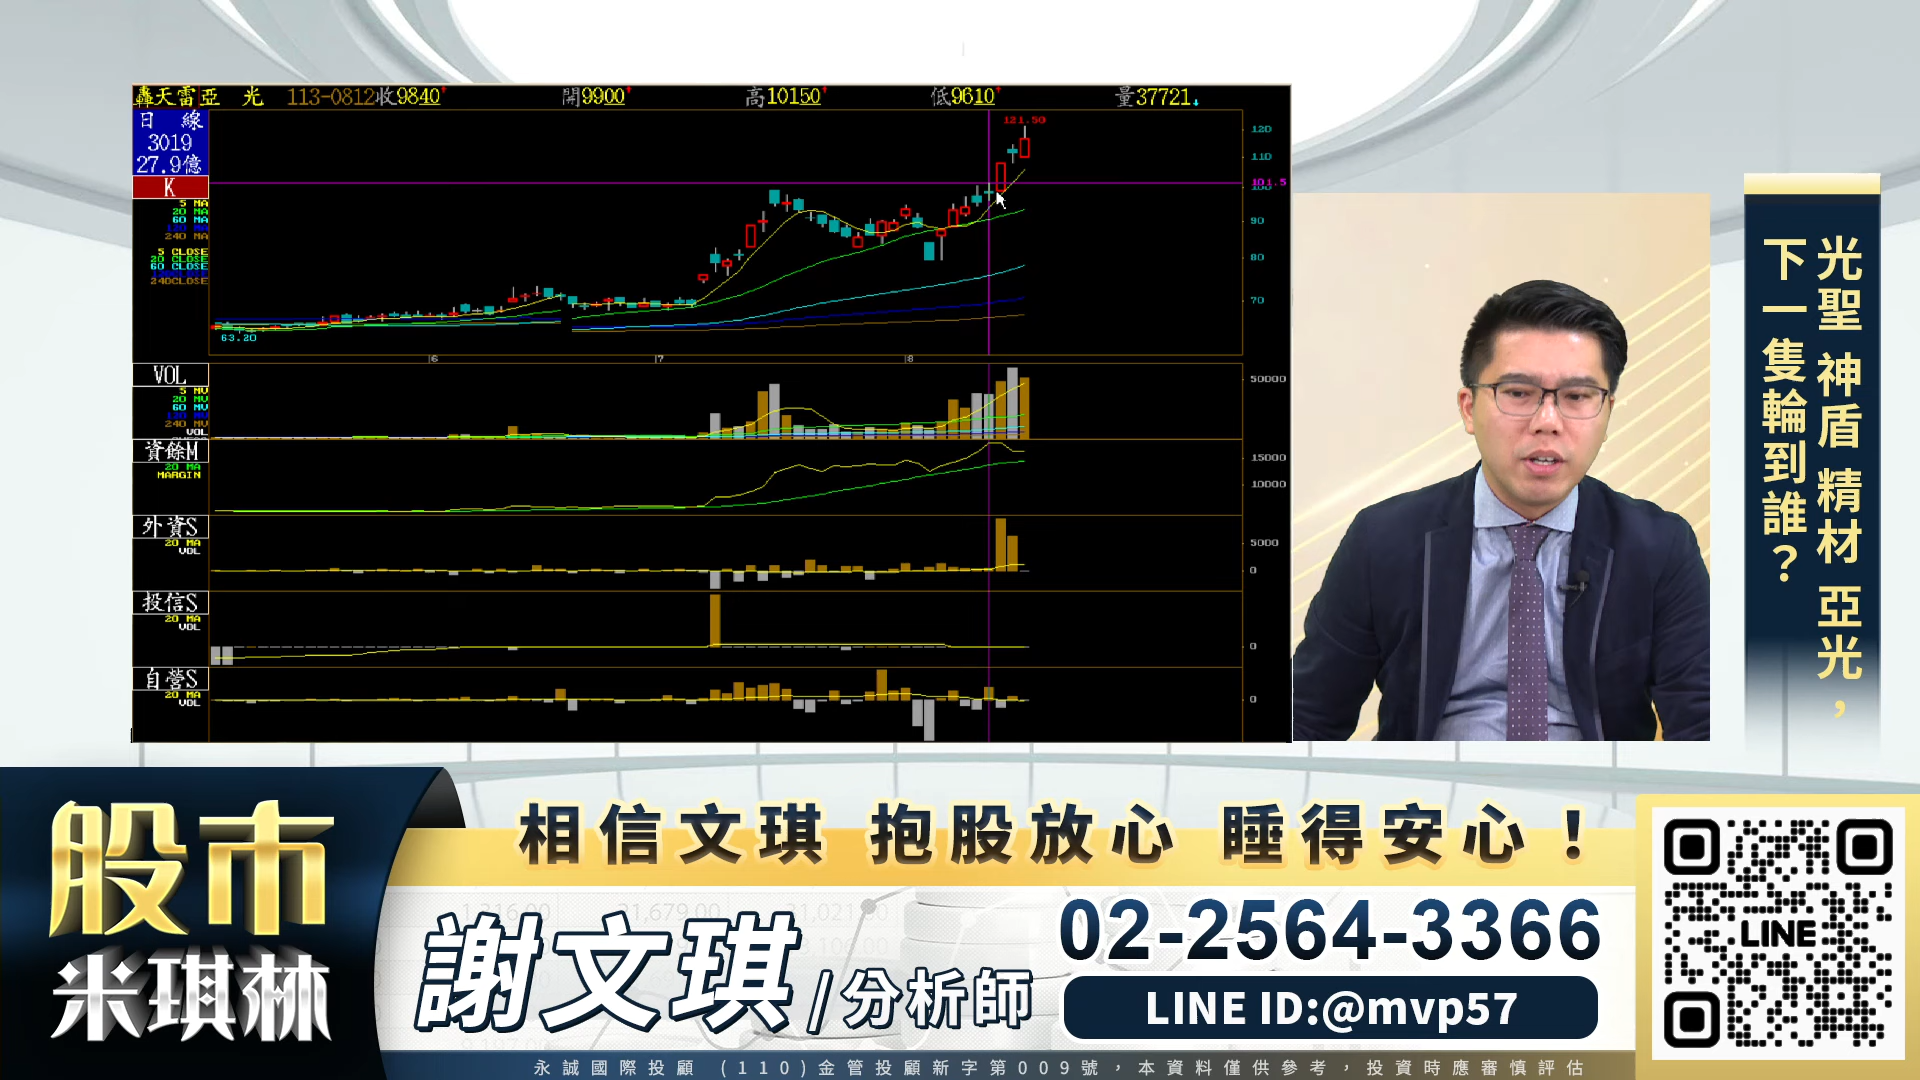 轟天雷亞 光 113-0812收9840 開9900 高10150 低9610 量37721
日 線
3019
27.9億
K
5 MA
20 MA
60 MA
120 MA
240 MA
5 CLOSE
20 CLOSE
60 CLOSE
240CLOSE
121.50
120
110
101.5
100
90
80
70
63.20
6
7
8
VOL
5 MV
20 MV
60 MV
120 MV
240 MV
VOL
50000
資餘M
20 MA
MARGIN
15000
10000
外資S
20 MA
VOL
5000
0
投信S
20 MA
VOL
0
自營S
20 MA
VOL
0
光聖 神盾 精材 亞光，
下一隻輪到誰？
股市
米琪林
相信文琪 抱股放心 睡得安心！
謝文琪/分析師
02-2564-3366
LINE ID:@mvp57
LINE
永誠國際投顧 (110)金管投顧新字第009號，本資料僅供參考，投資時應審慎評估